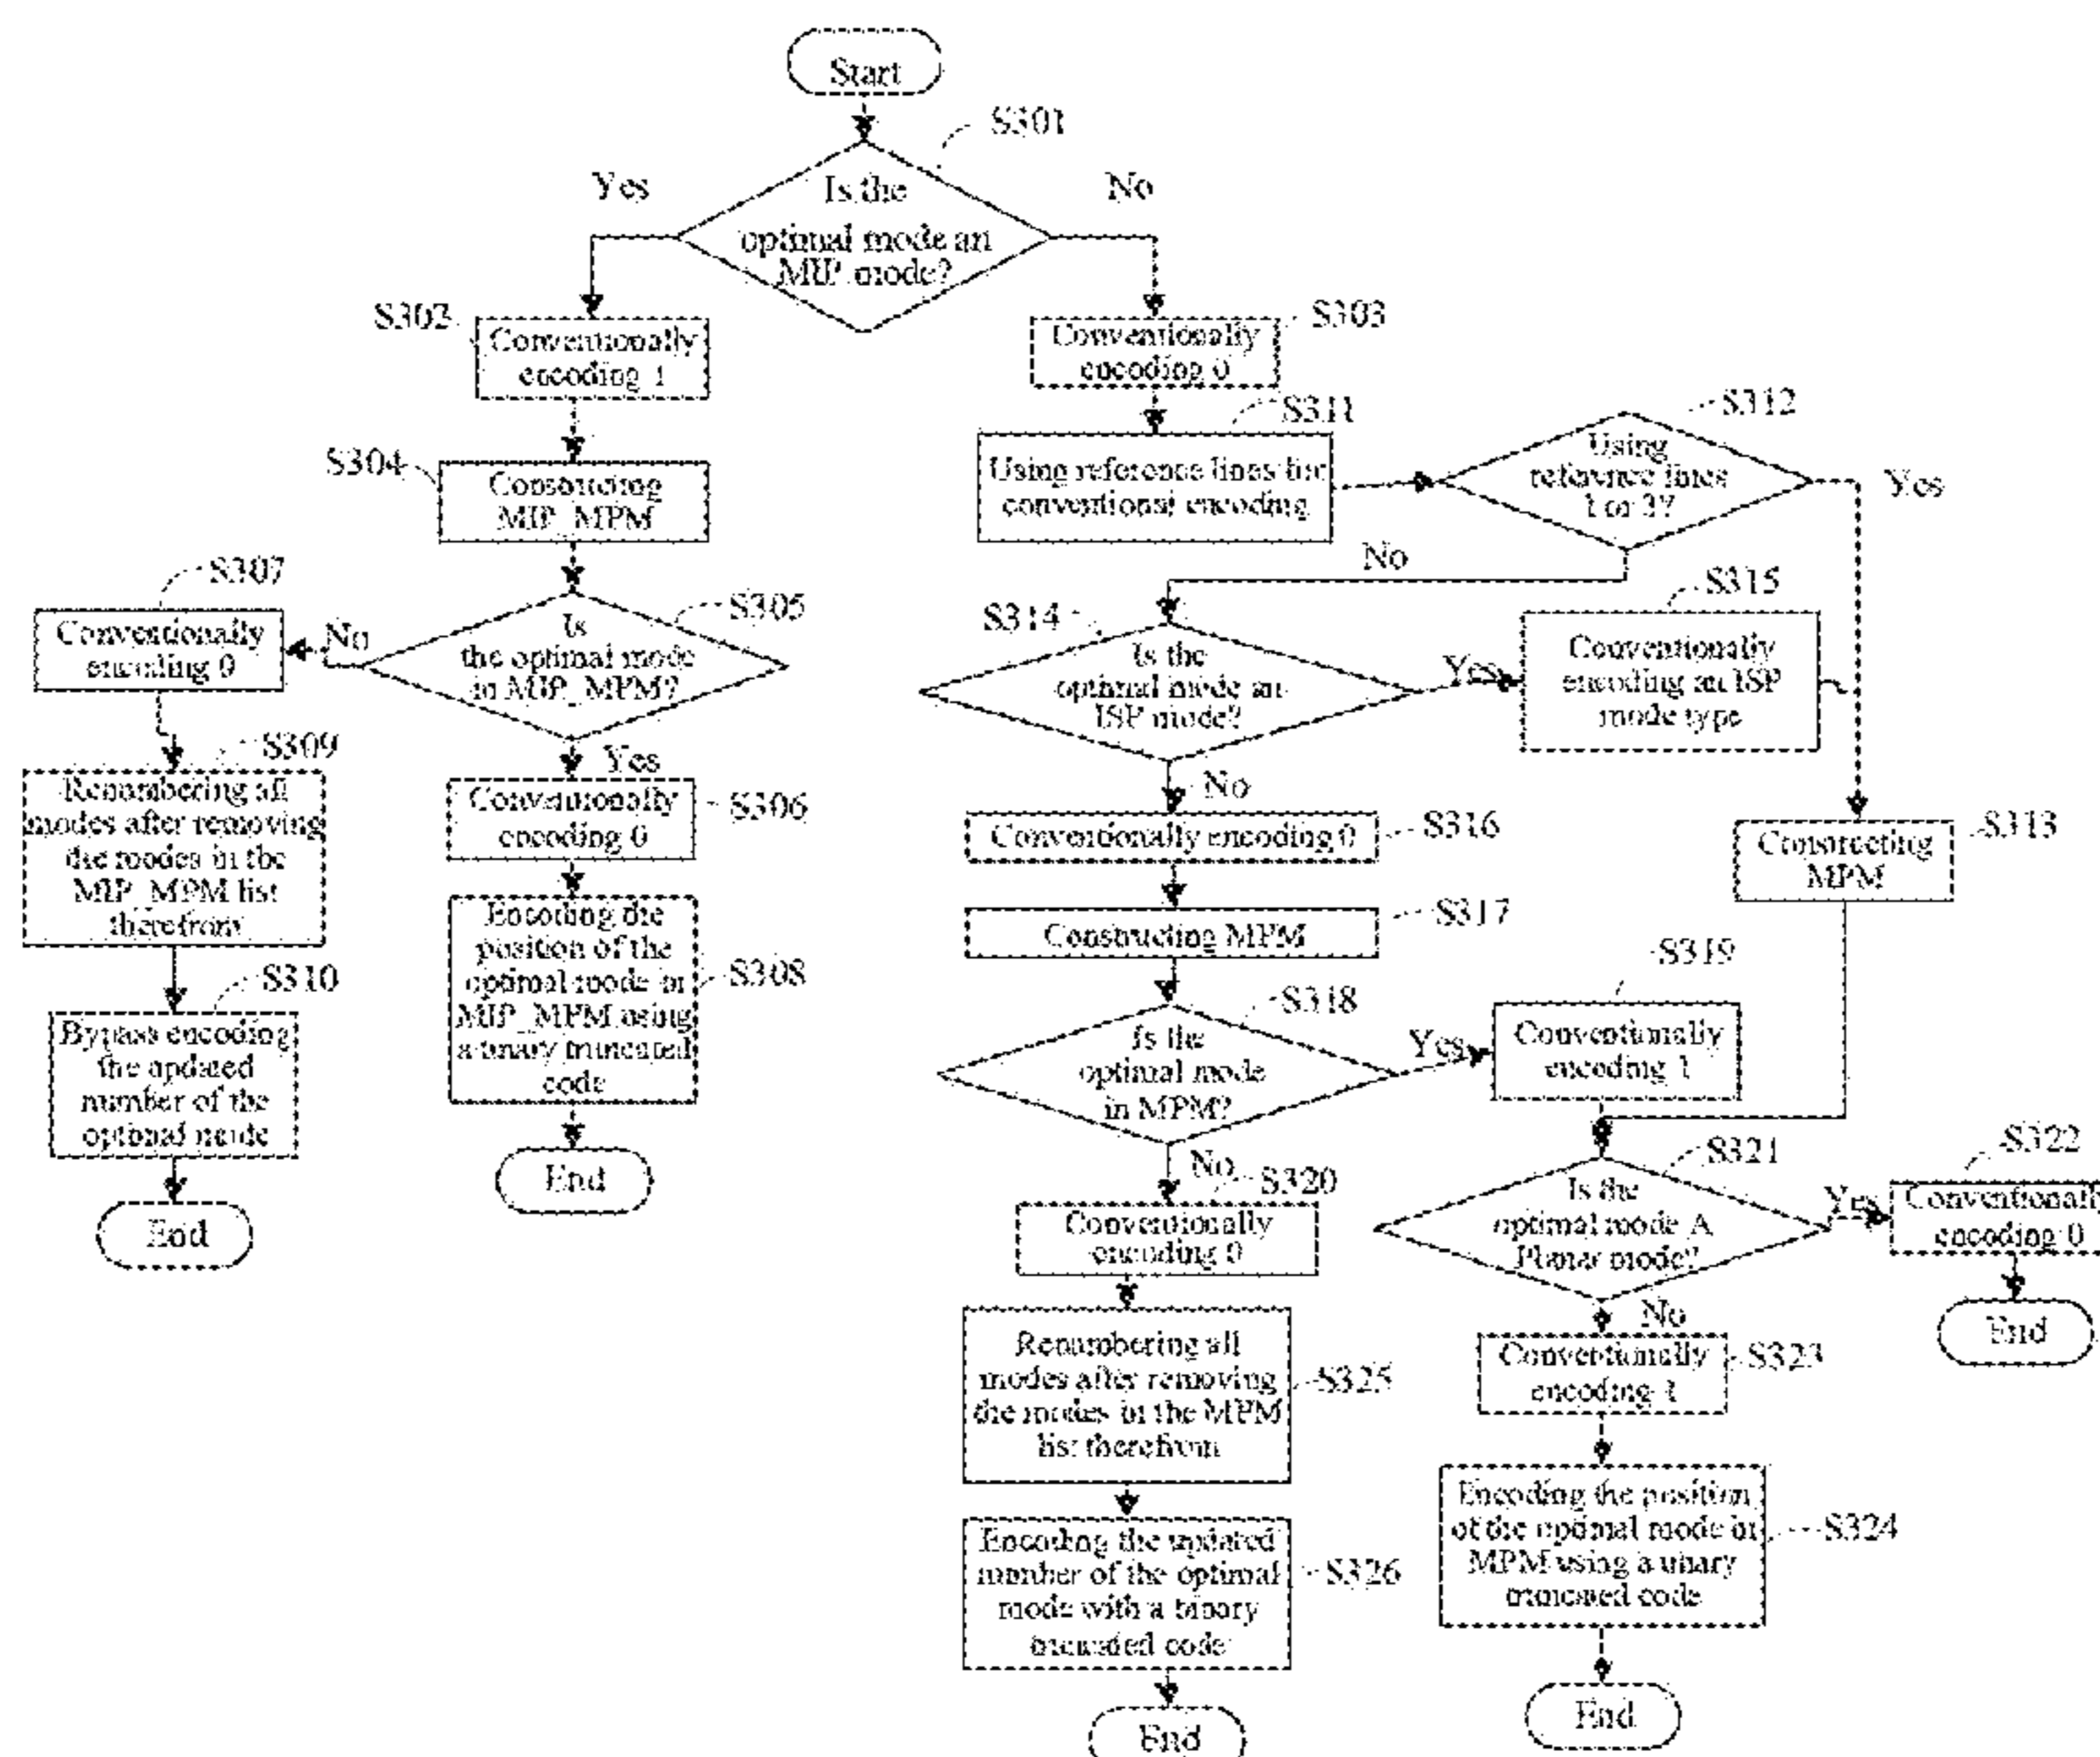 Start
S301
Yes
No
Is the
optimal mode an
MIP mode?
S302
Conventionally
encoding 1
S303
Conventionally
encoding 0
S304
Constructing
MIP_MPM
S311
Using reference lines for
conventional encoding
S312
Using
reference lines
1 or 3?
Yes
No
S307
Conventionally
encoding 0
No
S305
Is
the optimal mode
in MIP_MPM?
Yes
S314
Is the
optimal mode an
ISP mode?
Yes
S315
Conventionally
encoding an ISP
mode type
No
S309
Renumbering all
modes after removing
the modes in the
MIP_MPM list
therefrom
S306
Conventionally
encoding 0
S316
Conventionally encoding 0
S313
Constructing
MPM
S308
Encoding the
position of the
optimal mode in
MIP_MPM using
a unary truncated
code
S317
Constructing MPM
S310
Bypass encoding
the updated
number of the
optimal mode
End
End
S318
Is the
optimal mode
in MPM?
Yes
S319
Conventionally
encoding 1
No
S320
Conventionally
encoding 0
S321
Is the
optimal mode A
Planar mode?
Yes
S322
Conventionally
encoding 0
End
No
S323
Conventionally
encoding 1
S325
Renumbering all
modes after removing
the modes in the MPM
list therefrom
S324
Encoding the position
of the optimal mode in
MPM using a unary
truncated code
S326
Encoding the updated
number of the optimal
mode with a binary
truncated code
End
End